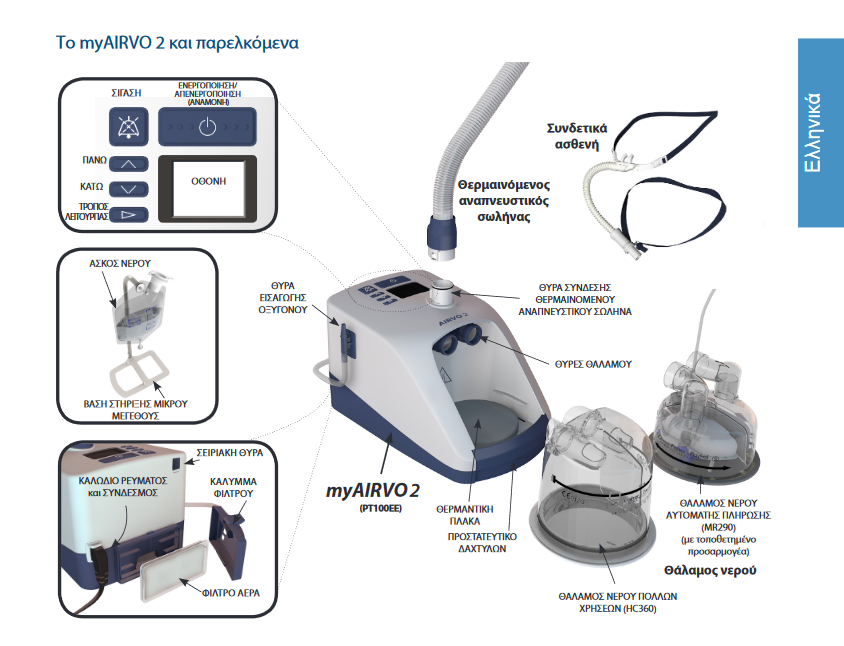 Το myAIRVO 2 και παρελκόμενα
Ελληνικά
ΣΙΓΑΣΗ
ΕΝΕΡΓΟΠΟΙΗΣΗ/
ΑΠΕΝΕΡΓΟΠΟΙΗΣΗ
(ΑΝΑΜΟΝΗ)
ΠΑΝΩ
ΚΑΤΩ
ΤΡΟΠΟΣ
ΛΕΙΤΟΥΡΓΙΑΣ
ΟΘΟΝΗ
Θερμαινόμενος
αναπνευστικός
σωλήνας
Συνδετικά
ασθενή
ΑΣΚΟΣ ΝΕΡΟΥ
ΒΑΣΗ ΣΤΗΡΙΞΗΣ ΜΙΚΡΟΥ
ΜΕΓΕΘΟΥΣ
ΘΥΡΑ
ΕΙΣΑΓΩΓΗΣ
ΟΞΥΓΟΝΟΥ
ΘΥΡΑ ΣΥΝΔΕΣΗΣ
ΘΕΡΜΑΙΝΟΜΕΝΟΥ
ΑΝΑΠΝΕΥΣΤΙΚΟΥ ΣΩΛΗΝΑ
AIRVO 2
ΘΥΡΕΣ ΘΑΛΑΜΟΥ
ΣΕΙΡΙΑΚΗ ΘΥΡΑ
ΚΑΛΩΔΙΟ ΡΕΥΜΑΤΟΣ
και ΣΥΝΔΕΣΜΟΣ
ΚΑΛΥΜΜΑ
ΦΙΛΤΡΟΥ
ΦΙΛΤΡΟ ΑΕΡΑ
myAIRVO 2
(PT100EE)
ΘΕΡΜΑΝΤΙΚΗ
ΠΛΑΚΑ
ΠΡΟΣΤΑΤΕΥΤΙΚΟ
ΔΑΧΤΥΛΩΝ
ΘΑΛΑΜΟΣ ΝΕΡΟΥ
ΑΥΤΟΜΑΤΗΣ ΠΛΗΡΩΣΗΣ
(MR290)
(με τοποθετημένο
προσαρμογέα)
Θάλαμος νερού
ΘΑΛΑΜΟΣ ΝΕΡΟΥ ΠΟΛΛΩΝ
ΧΡΗΣΕΩΝ (HC360)